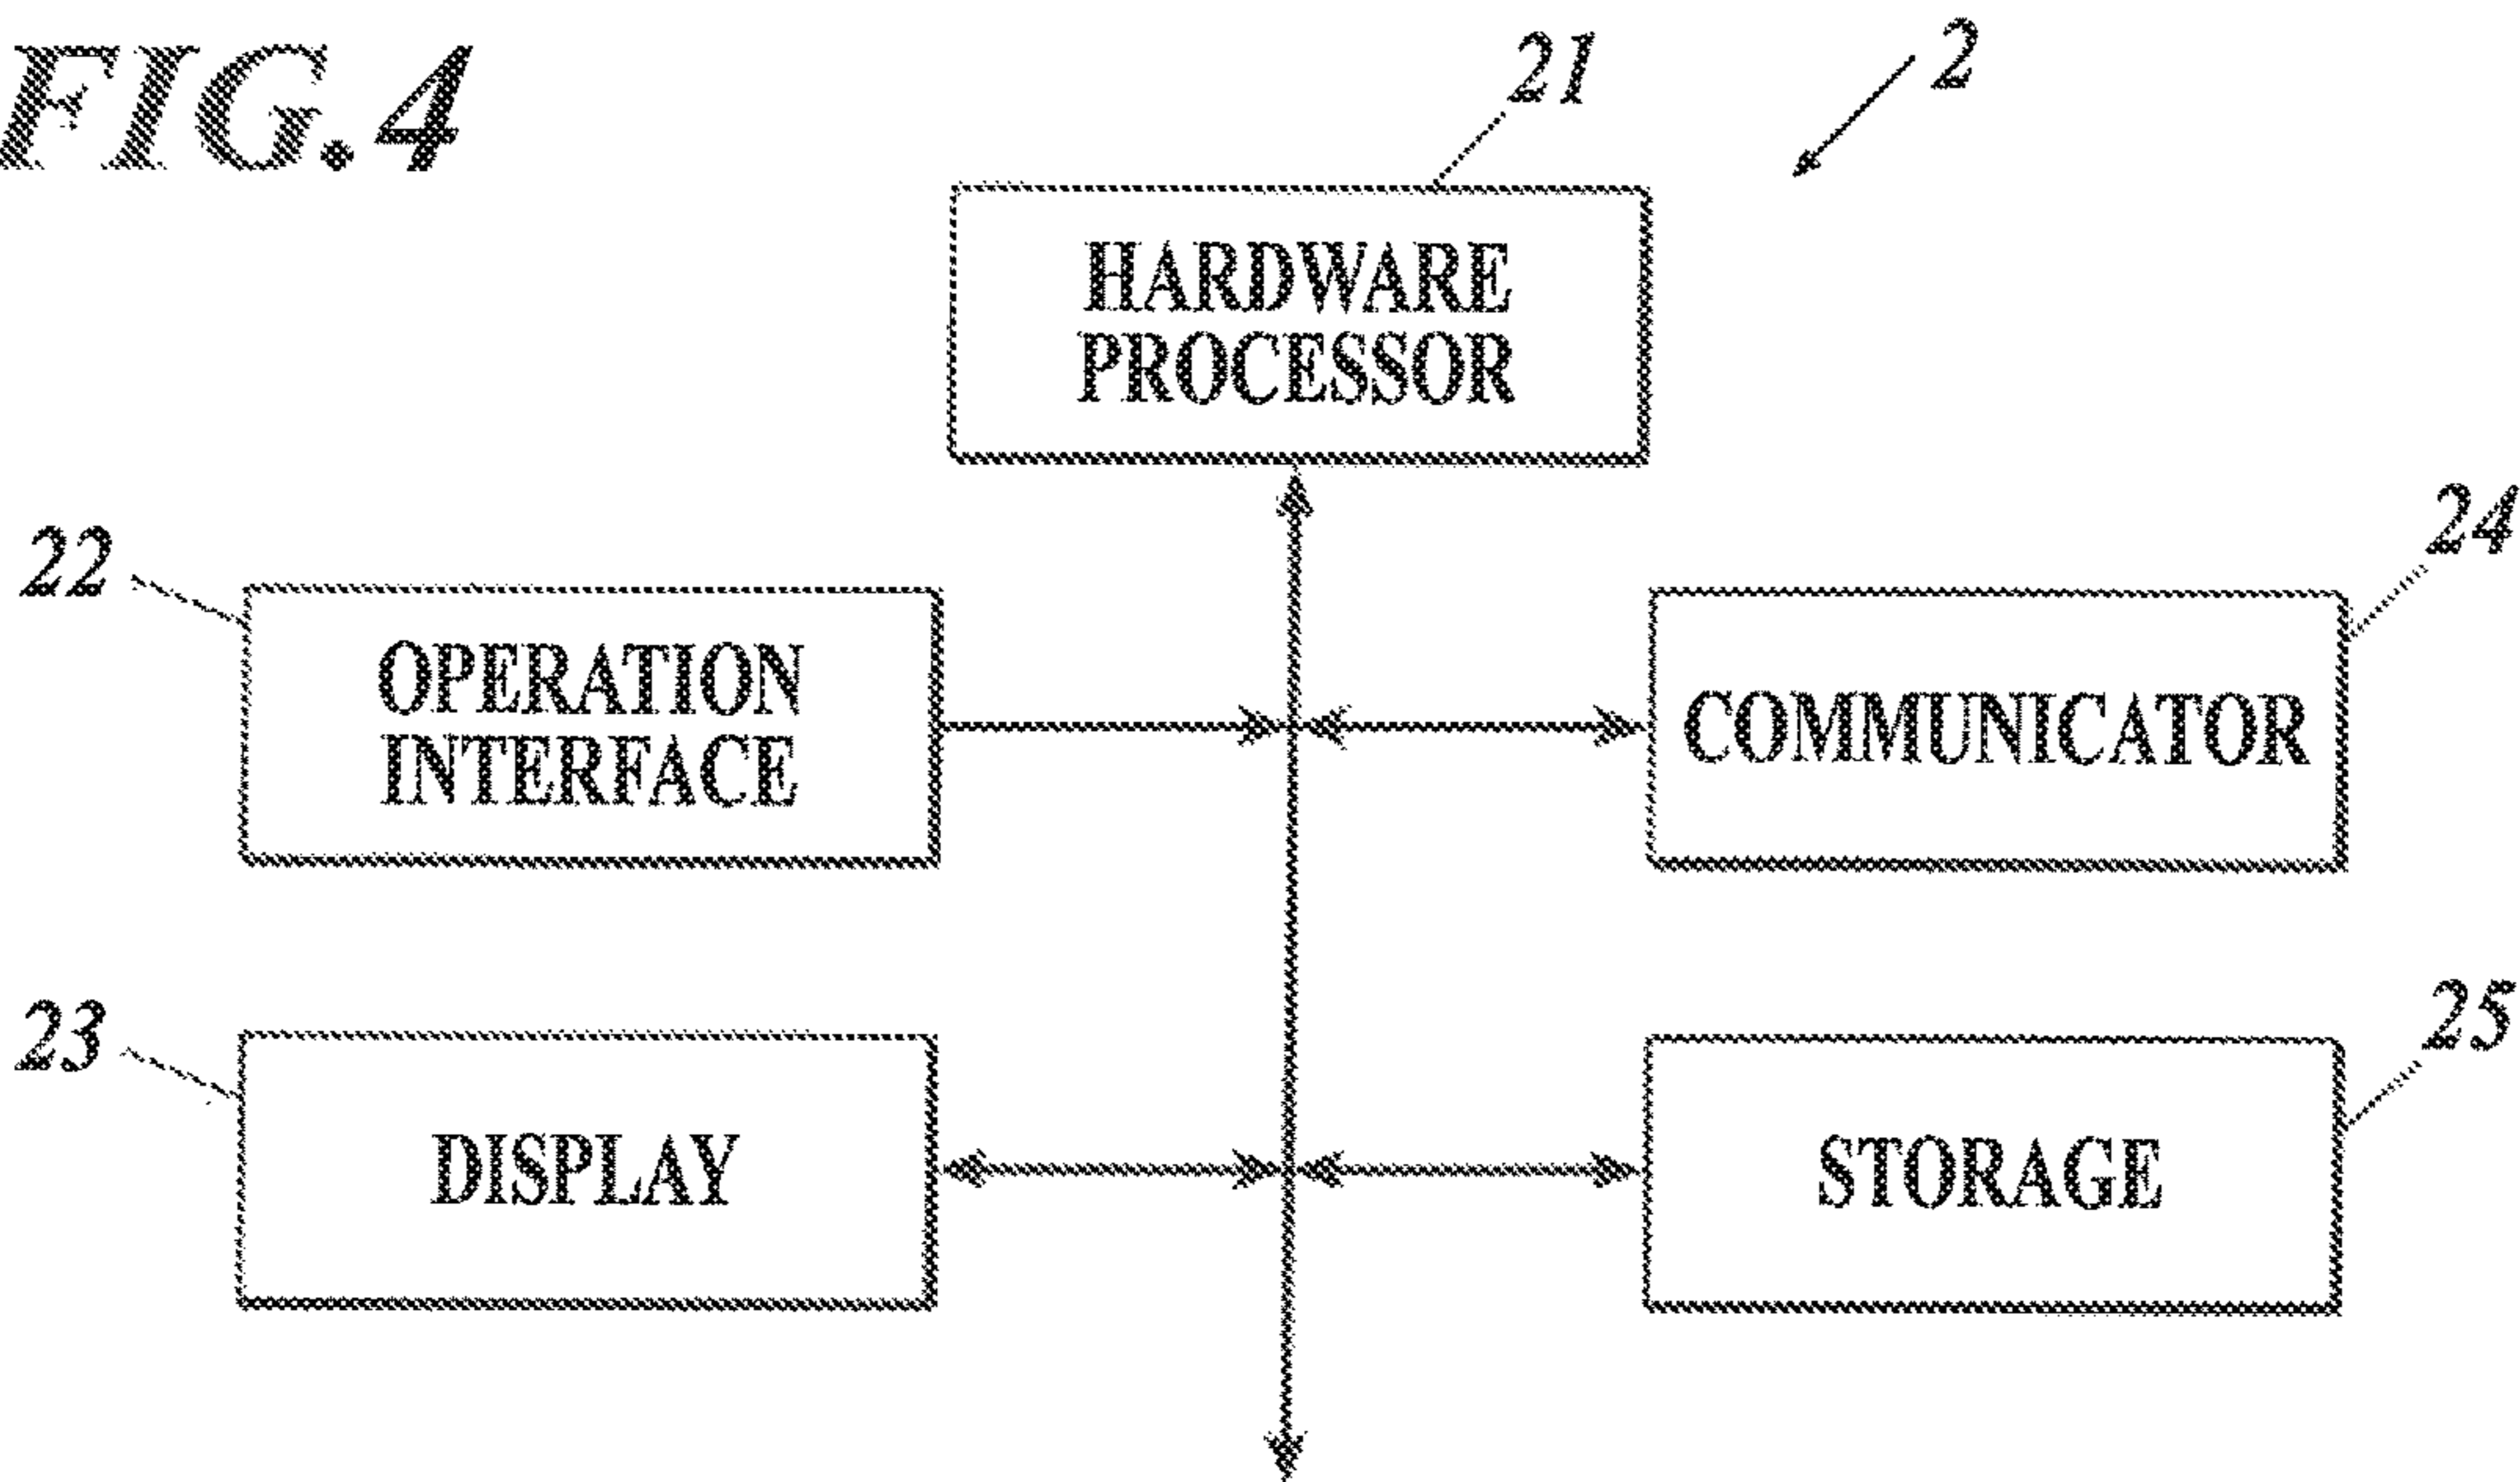 FIG.4
21
2
HARDWARE
PROCESSOR
22
24
OPERATION
INTERFACE
COMMUNICATOR
23
25
DISPLAY
STORAGE